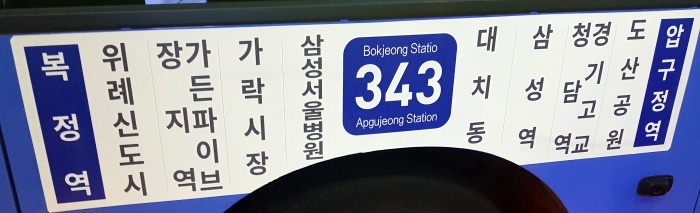 복정역
위례신도시
장지역
가든파이브
가락시장
삼성서울병원
Bokjeong Statio
343
Apgujeong Station
대치동
삼성역
청담역
경기고교
도산공원
압구정역